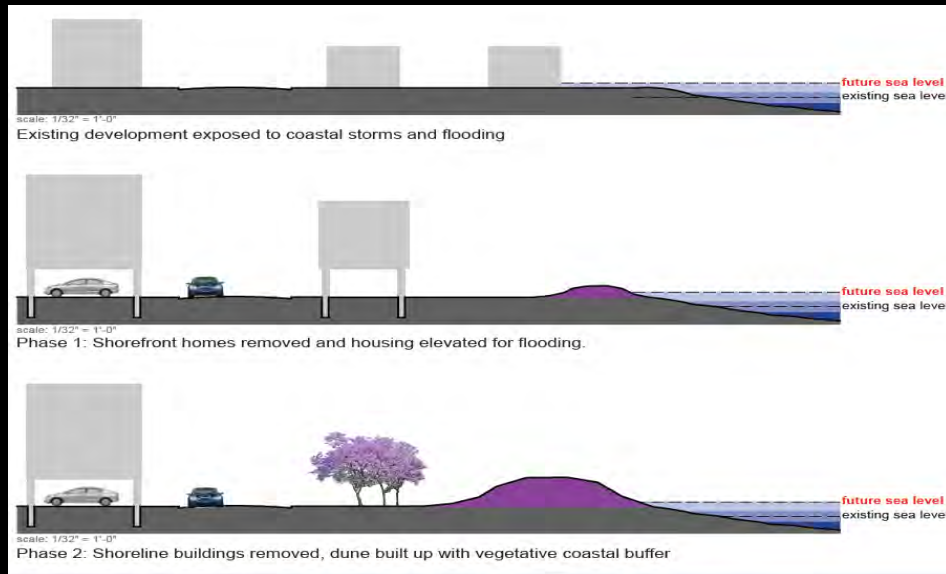 future sea level
existing sea leve
scale: 1/32" = 1'-0"
Existing development exposed to coastal storms and flooding
future sea level
existing sea leve
scale: 1/32" = 1'-0"
Phase 1: Shorefront homes removed and housing elevated for flooding.
future sea level
existing sea leve
scale: 1/32" = 1'-0"
Phase 2: Shoreline buildings removed, dune built up with vegetative coastal buffer